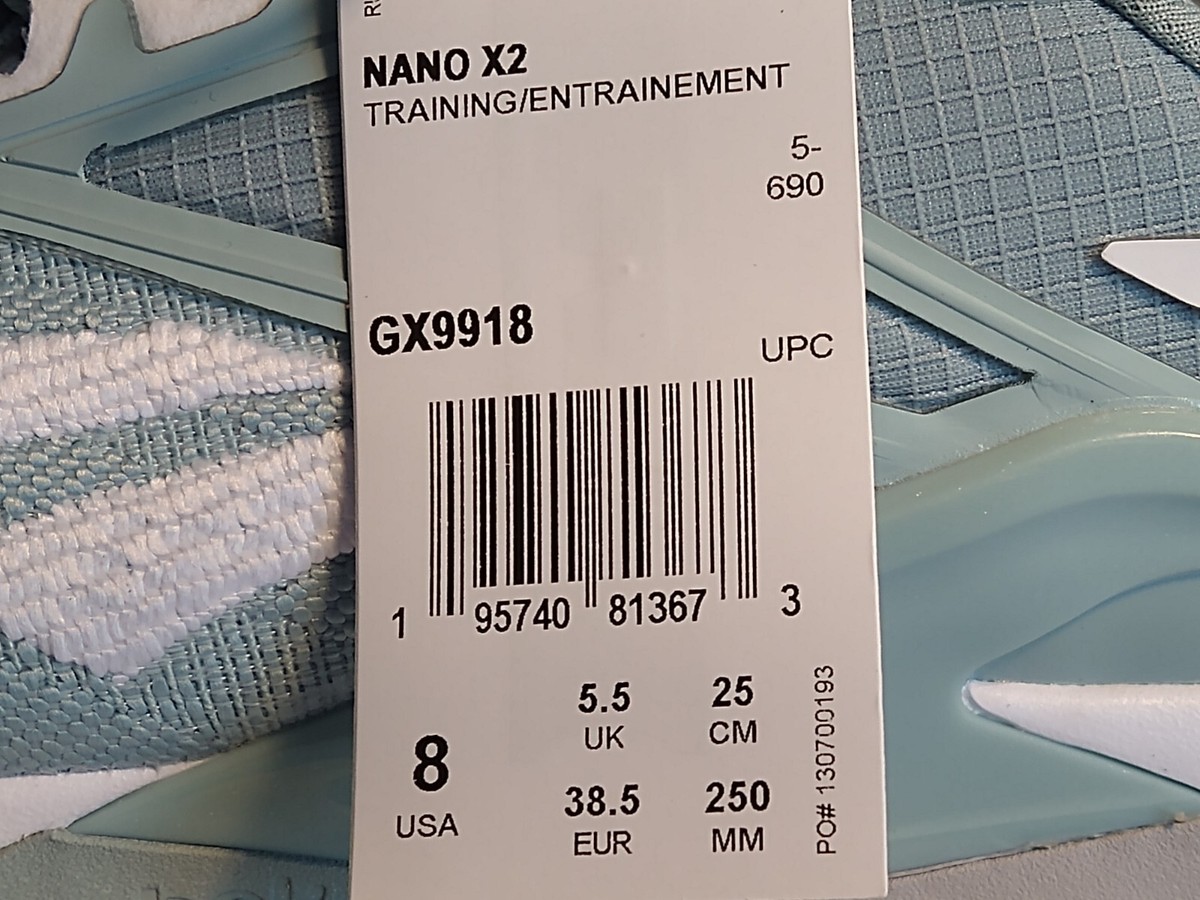 NANO X2
TRAINING/ENTRAINEMENT
5-
690
GX9918
UPC
1 95740 81367 3
8
USA
5.5
UK
25
CM
38.5
EUR
250
MM
PO# 130700193